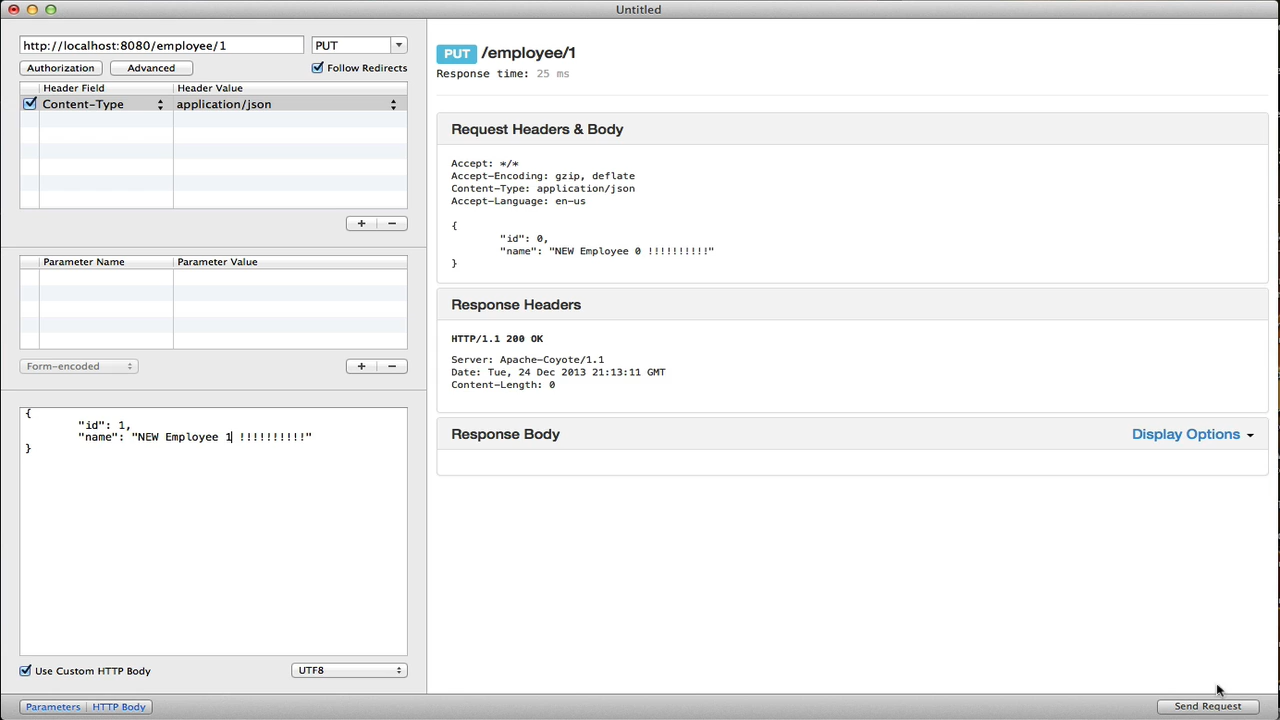 Untitled
http://localhost:8080/employee/1
PUT
Authorization
Advanced
Follow Redirects
Header Field
Header Value
Content-Type
application/json
+
−
Parameter Name
Parameter Value
Form-encoded
+
−
{
"id": 1,
"name": "NEW Employee 1 !!!!!!!!!!"
}
Use Custom HTTP Body
UTF8
Parameters
HTTP Body
PUT /employee/1
Response time: 25 ms
Request Headers & Body
Accept: */*
Accept-Encoding: gzip, deflate
Content-Type: application/json
Accept-Language: en-us
{
"id": 0,
"name": "NEW Employee 0 !!!!!!!!!!"
}
Response Headers
HTTP/1.1 200 OK
Server: Apache-Coyote/1.1
Date: Tue, 24 Dec 2013 21:13:11 GMT
Content-Length: 0
Response Body
Display Options
Send Request